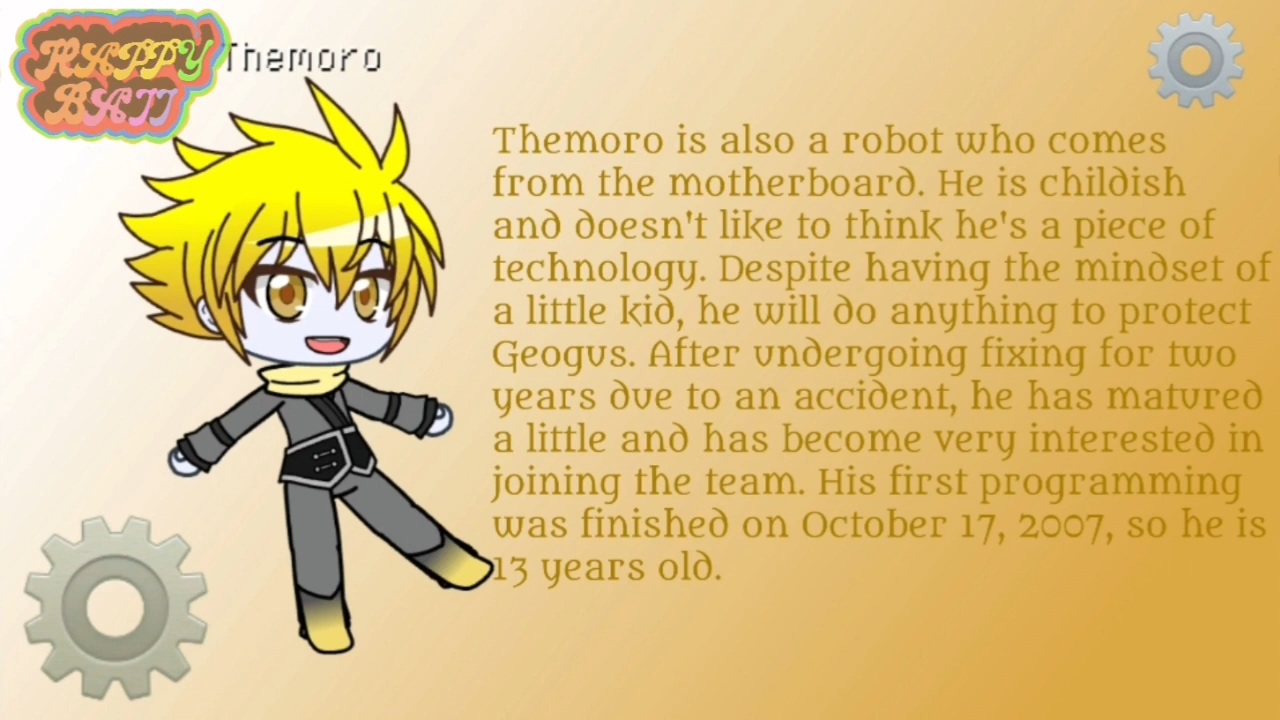 HAPPY
Themoro
Themoro is also a robot who comes
from the motherboard. He is childish
and doesn't like to think he's a piece of
technology. Despite having the mindset of
a little kid, he will do anything to protect
Geogus. After undergoing fixing for two
years due to an accident, he has matured
a little and has become very interested in
joining the team. His first programming
was finished on October 17, 2007, so he is
13 years old.